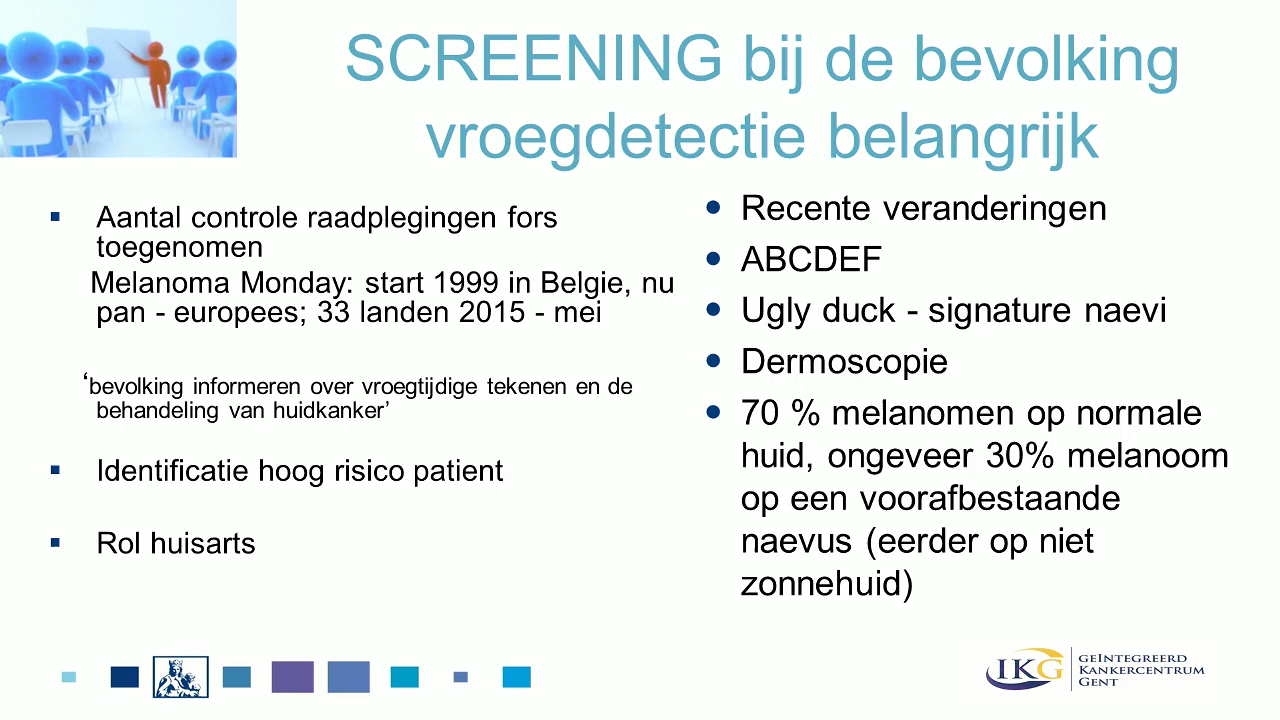 SCREENING bij de bevolking
vroegdetectie belangrijk
Aantal controle raadplegingen fors
toegenomen
Melanoma Monday: start 1999 in Belgie, nu
pan - europees; 33 landen 2015 - mei
‘bevolking informeren over vroegtijdige tekenen en de
behandeling van huidkanker’
Identificatie hoog risico patient
Rol huisarts
Recente veranderingen
ABCDEF
Ugly duck - signature naevi
Dermoscopie
70 % melanomen op normale
huid, ongeveer 30% melanoom
op een voorafbestaande
naevus (eerder op niet
zonnehuid)
IKG
GEÏNTEGREERD
KANKERCENTRUM
GENT